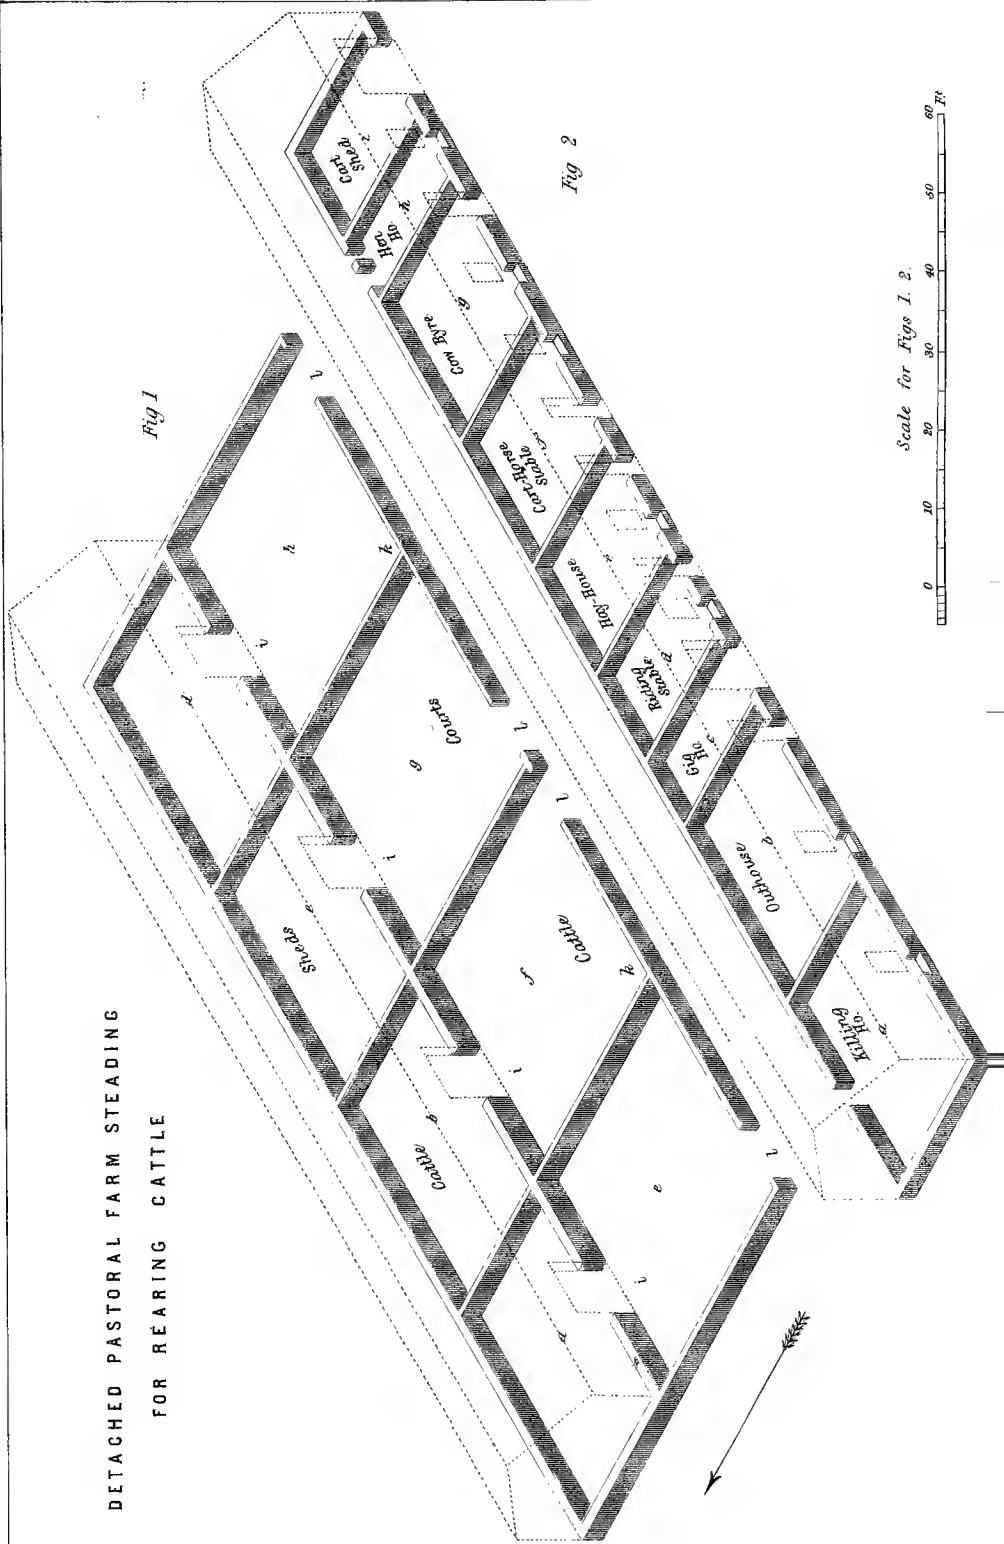 DETACHED PASTORAL FARM STEADING
FOR REARING CATTLE
Fig 1
a
Cattle
b
Sheds
c
d
e
f
Cattle
g
Courts
h
i
i
i
k
k
l
l
l
l
Fig 2
Killing
Ho.
a
Outhouse
b
Gig
Ho.
c
Riding
Stable
d
Hay-House
e
Cart-Horse
Stable
f
Cow Byre
g
Hen
Ho.
h
Cart
Shed
i
Scale for Figs 1. 2.
0 10 20 30 40 50 60 Ft